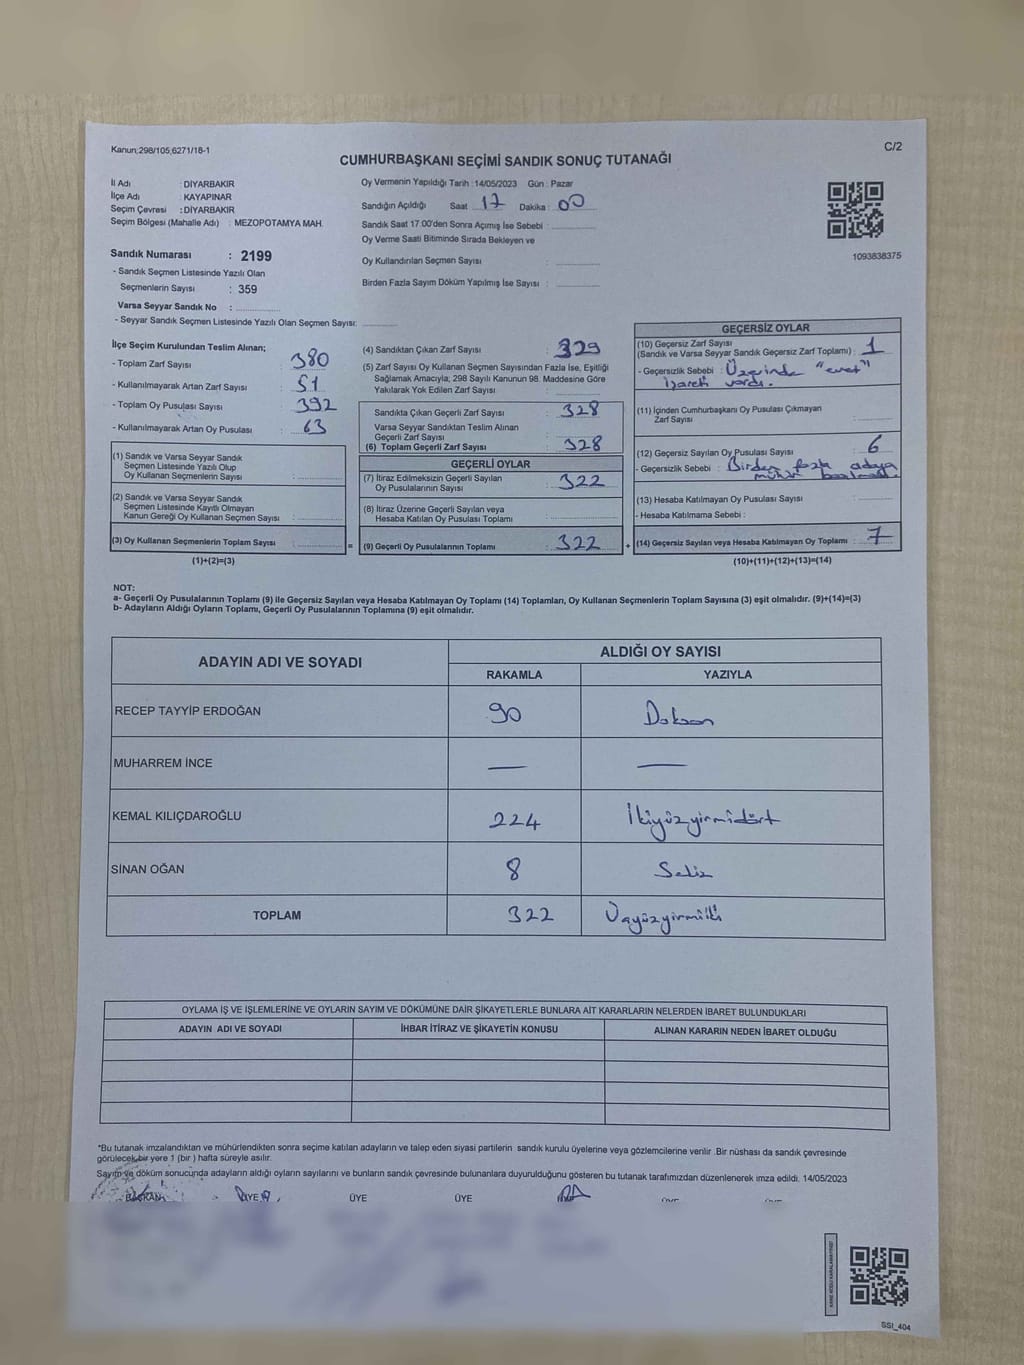 Kanun;298/105;6271/18-1
C/2
CUMHURBAŞKANI SEÇİMİ SANDIK SONUÇ TUTANAĞI
İl Adı : DİYARBAKIR
İlçe Adı : KAYAPINAR
Seçim Çevresi : DİYARBAKIR
Seçim Bölgesi (Mahalle Adı) : MEZOPOTAMYA MAH.
Sandık Numarası : 2199
- Sandık Seçmen Listesinde Yazılı Olan
Seçmenlerin Sayısı : 359
Varsa Seyyar Sandık No :
- Seyyar Sandık Seçmen Listesinde Yazılı Olan Seçmen Sayısı:
Oy Vermenin Yapıldığı Tarih :14/05/2023 Gün : Pazar
Sandığın Açıldığı Saat : 17 Dakika : 00
Sandık Saat 17.00'den Sonra Açımış İse Sebebi :
Oy Verme Saati Bitiminde Sırada Bekleyen ve
Oy Kullandırılan Seçmen Sayısı :
Birden Fazla Sayım Döküm Yapılmış İse Sayısı :
1093838375
İlçe Seçim Kurulundan Teslim Alınan;
- Toplam Zarf Sayısı : 380
- Kullanılmayarak Artan Zarf Sayısı : 51
- Toplam Oy Pusulası Sayısı : 392
- Kullanılmayarak Artan Oy Pusulası : 63
(1) Sandık ve Varsa Seyyar Sandık
Seçmen Listesinde Yazılı Olup
Oy Kullanan Seçmenlerin Sayısı :
(2) Sandık ve Varsa Seyyar Sandık
Seçmen Listesinde Kayıtlı Olmayan
Kanun Gereği Oy Kullanan Seçmen Sayısı :
(3) Oy Kullanan Seçmenlerin Toplam Sayısı : =
(1)+(2)=(3)
(4) Sandıktan Çıkan Zarf Sayısı : 329
(5) Zarf Sayısı Oy Kullanan Seçmen Sayısından Fazla İse, Eşitliği
Sağlamak Amacıyla; 298 Sayılı Kanunun 98. Maddesine Göre
Yakılarak Yok Edilen Zarf Sayısı :
Sandıkta Çıkan Geçerli Zarf Sayısı : 328
Varsa Seyyar Sandıktan Teslim Alınan
Geçerli Zarf Sayısı :
(6) Toplam Geçerli Zarf Sayısı : 328
GEÇERLİ OYLAR
(7) İtiraz Edilmeksizin Geçerli Sayılan
Oy Pusulalarının Sayısı : 322
(8) İtiraz Üzerine Geçerli Sayılan veya
Hesaba Katılan Oy Pusulası Toplamı :
(9) Geçerli Oy Pusulalarının Toplamı : 322 +
GEÇERSİZ OYLAR
(10) Geçersiz Zarf Sayısı
(Sandık ve Varsa Seyyar Sandık Geçersiz Zarf Toplamı) : 1
- Geçersizlik Sebebi : Üzerinde "evet"
işareti vardı.
(11) İçinden Cumhurbaşkanı Oy Pusulası Çıkmayan
Zarf Sayısı :
(12) Geçersiz Sayılan Oy Pusulası Sayısı : 6
- Geçersizlik Sebebi : Birden fazla adaya
mühür basılması.
(13) Hesaba Katılmayan Oy Pusulası Sayısı :
- Hesaba Katılmama Sebebi :
(14) Geçersiz Sayılan veya Hesaba Katılmayan Oy Toplamı : 7
(10)+(11)+(12)+(13)=(14)
NOT:
a- Geçerli Oy Pusulalarının Toplamı (9) ile Geçersiz Sayılan veya Hesaba Katılmayan Oy Toplamı (14) Toplamları, Oy Kullanan Seçmenlerin Toplam Sayısına (3) eşit olmalıdır. (9)+(14)=(3)
b- Adayların Aldığı Oyların Toplamı, Geçerli Oy Pusulalarının Toplamına (9) eşit olmalıdır.
ADAYIN ADI VE SOYADI
ALDIĞI OY SAYISI
RAKAMLA YAZIYLA
RECEP TAYYİP ERDOĞAN 90 Doksan
MUHARREM İNCE — —
KEMAL KILIÇDAROĞLU 224 İkiyüzyirmidört
SİNAN OĞAN 8 Sekiz
TOPLAM 322 Üçyüzyirmiiki
OYLAMA İŞ VE İŞLEMLERİNE VE OYLARIN SAYIM VE DÖKÜMÜNE DAİR ŞİKAYETLERLE BUNLARA AİT KARARLARIN NELERDEN İBARET BULUNDUKLARI
ADAYIN ADI VE SOYADI İHBAR İTİRAZ VE ŞİKAYETİN KONUSU ALINAN KARARIN NEDEN İBARET OLDUĞU
*Bu tutanak imzalandıktan ve mühürlendikten sonra seçime katılan adayların ve talep eden siyasi partilerin sandık kurulu üyelerine veya gözlemcilerine verilir .Bir nüshası da sandık çevresinde
görülecek bir yere 1 (bir ) hafta süreyle asılır.
Sayım ve döküm sonucunda adayların aldığı oyların sayılarını ve bunların sandık çevresinde bulunanlara duyurulduğunu gösteren bu tutanak tarafımızdan düzenlenerek imza edildi. 14/05/2023
BAŞKAN ÜYE ÜYE ÜYE
SSI_404